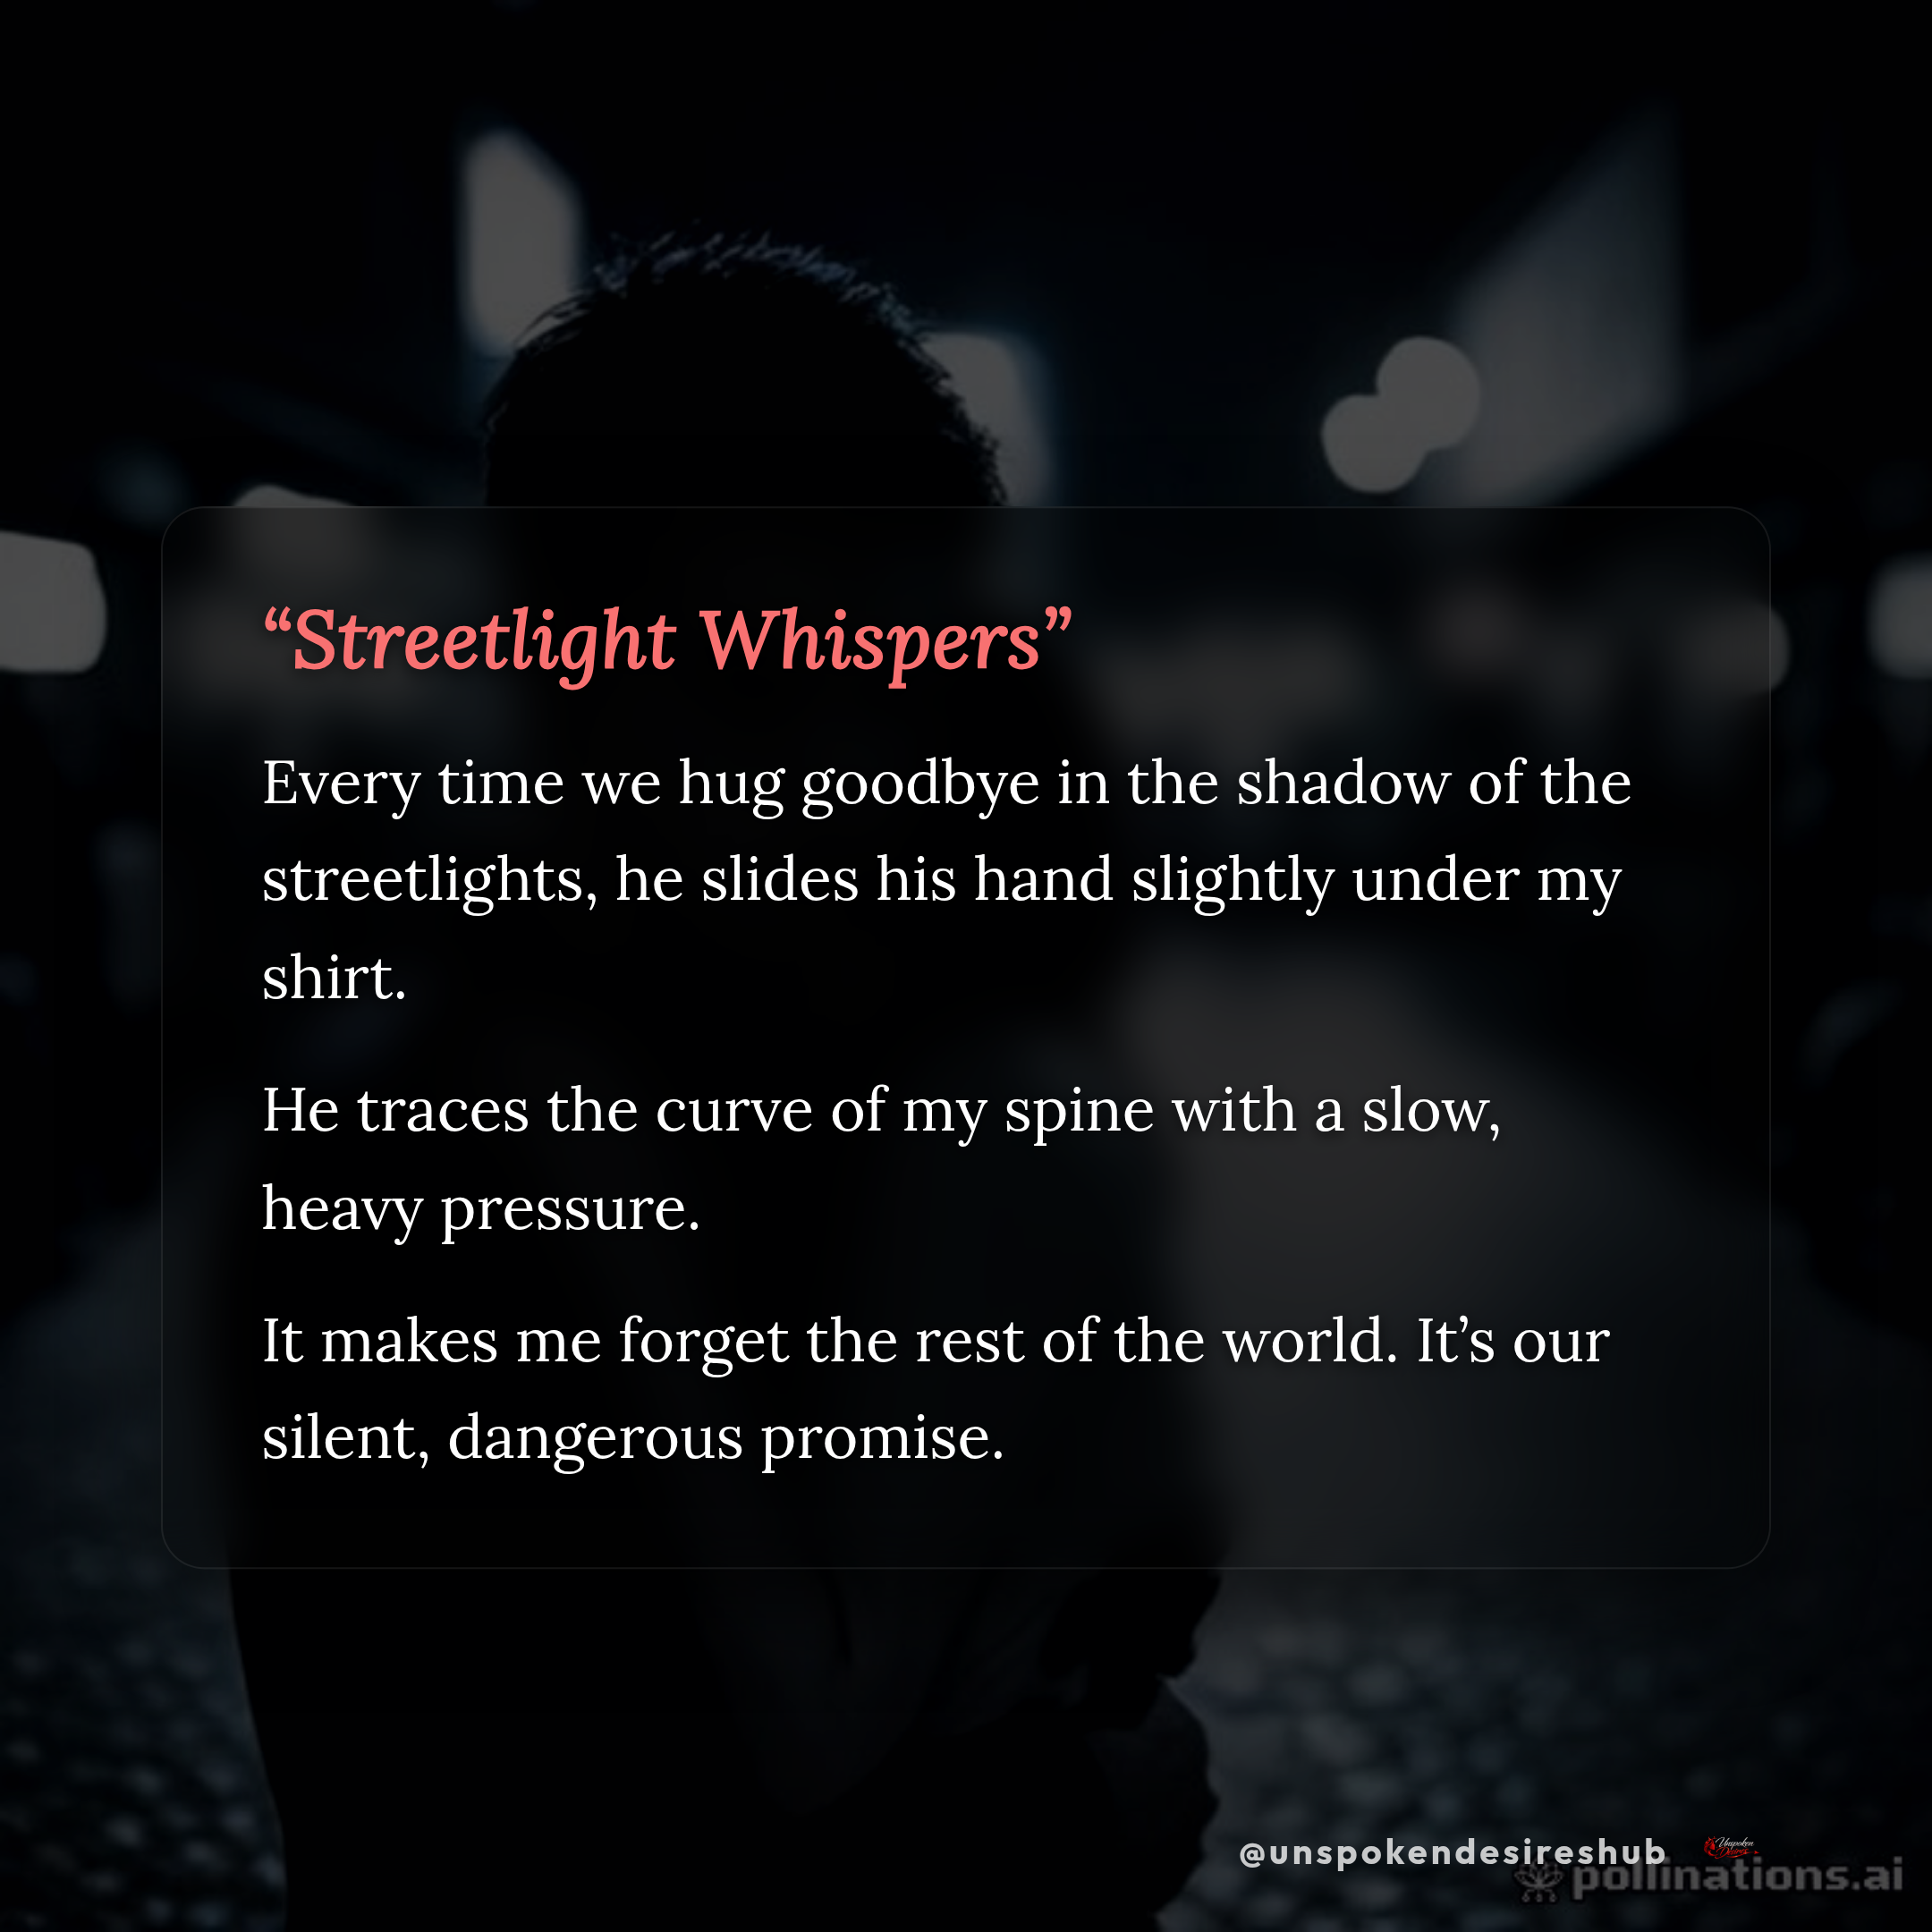 “Streetlight Whispers”
Every time we hug goodbye in the shadow of the
streetlights, he slides his hand slightly under my
shirt.
He traces the curve of my spine with a slow,
heavy pressure.
It makes me forget the rest of the world. It’s our
silent, dangerous promise.
@unspokendesireshub
Unspoken
Desires
pollinations.ai